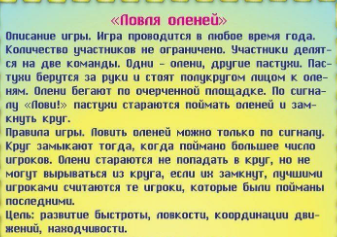 «Ловля оленей»
Описание игры. Игра проводится в любое время года.
Количество участников не ограничено. Участники делят-
ся на две команды. Одни - олени, другие пастухи. Пас-
тухи берутся за руки и стоят полукругом лицом к оле-
ням. Олени бегают по очерченной площадке. По сигна-
лу «Лови!» пастухи стараются поймать оленей и зам-
кнуть круг.
Правила игры. Ловить оленей можно только по сигналу.
Круг замыкают тогда, когда поймано большее число
игроков. Олени стараются не попадать в круг, но не
могут вырываться из круга, если их замкнут, лучшими
игроками считаются те игроки, которые были пойманы
последними.
Цель: развитие быстроты, ловкости, координации дви-
жений, находчивости.